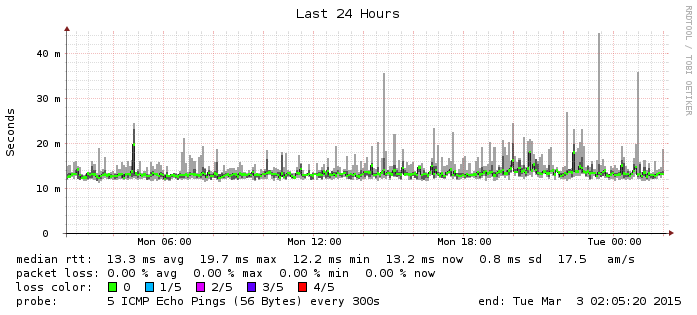 Last 24 Hours
RRDTOOL / TOBI OETIKER
Seconds
40 m
30 m
20 m
10 m
0
Mon 06:00 Mon 12:00 Mon 18:00 Tue 00:00
median rtt: 13.3 ms avg 19.7 ms max 12.2 ms min 13.2 ms now 0.8 ms sd 17.5 am/s
packet loss: 0.00 % avg 0.00 % max 0.00 % min 0.00 % now
loss color: 0 1/5 2/5 3/5 4/5
probe: 5 ICMP Echo Pings (56 Bytes) every 300s end: Tue Mar 3 02:05:20 2015